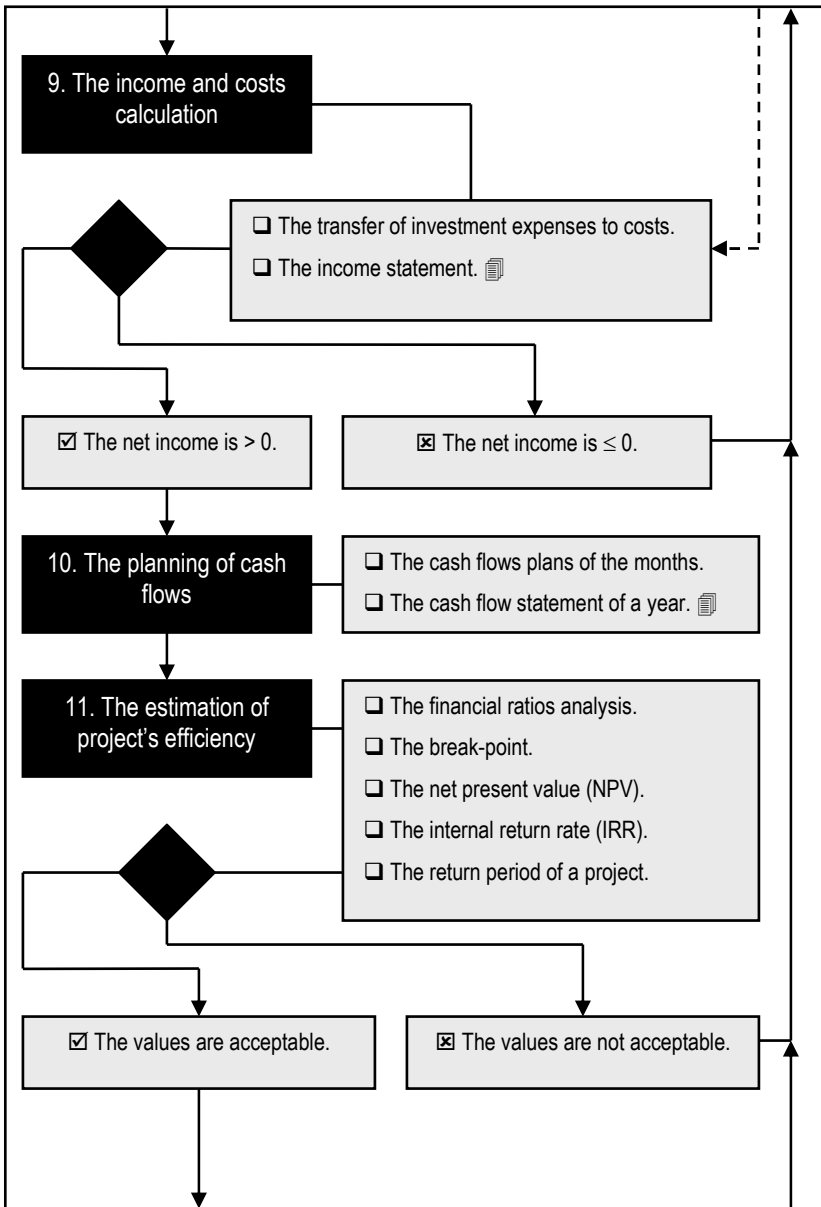 9. The income and costs
calculation
❑ The transfer of investment expenses to costs.
❑ The income statement. 🗐
☑ The net income is > 0.
☒ The net income is ≤ 0.
10. The planning of cash
flows
❑ The cash flows plans of the months.
❑ The cash flow statement of a year. 🗐
11. The estimation of
project's efficiency
❑ The financial ratios analysis.
❑ The break-point.
❑ The net present value (NPV).
❑ The internal return rate (IRR).
❑ The return period of a project.
☑ The values are acceptable.
☒ The values are not acceptable.